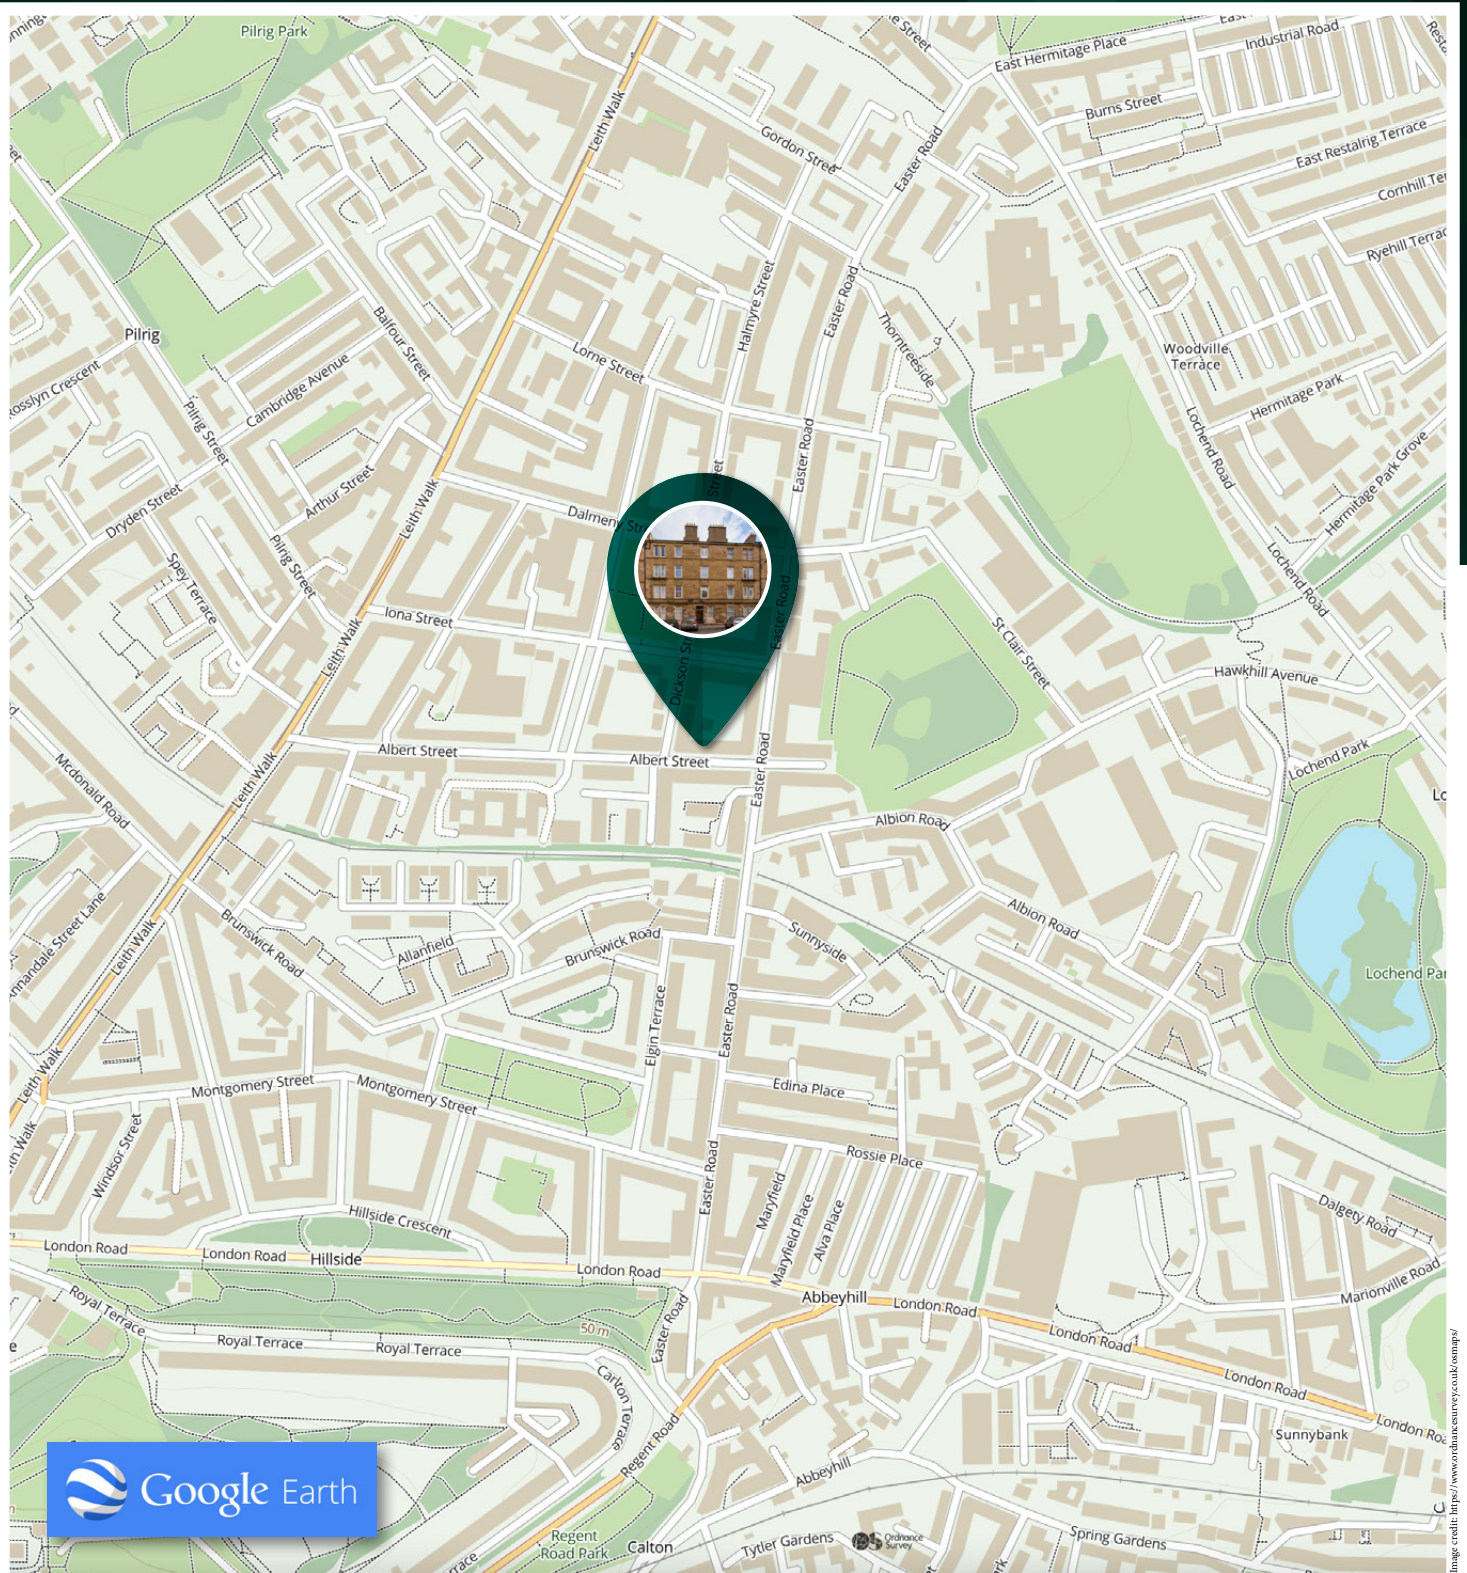 Pilrig Park
East Hermitage Place
Industrial Road
Leith Walk
Burns Street
Gordon Street
Easter Road
East Restalrig Terrace
Ryehill Terrac
Halmyre Street
Easter Road
Balfour Street
Thorntreeside
Pilrig
Lorne Street
Woodville
Terrace
Cambridge Avenue
Rosslyn Crescent
Hermitage Park
Pilrig Street
Easter Road
Lochend Road
Hermitage Park Grove
Arthur Street
Street
Dryden Street
Leith Walk
Dalmeny Str
Pilrig Street
Spey Terrace
Lochend Road
Easter Road
Iona Street
St Clair Street
Leith Walk
Dickson St
Hawkhill Avenue
Albert Street
Albert Street
Easter Road
Lochend Park
Mcdonald Road
Leith Walk
Lo
Albion Road
Annandale Street Lane
Leith Walk
Brunswick Road
Allanfield
Brunswick Road
Sunnyside
Albion Road
Lochend Par
Elgin Terrace
Easter Road
Leith Walk
Montgomery Street
Montgomery Street
Edina Place
Windsor Street
Rossie Place
Easter Road
Maryfield
Maryfield Place
Alva Place
Hillside Crescent
Dalgety Road
London Road
London Road
Hillside
London Road
Marionville Road
Abbeyhill
London Road
Royal Terrace
50 m
Easter Road
Royal Terrace
Royal Terrace
London Road
Carlton Terrace
London Road
Regent Road
London Roa
Sunnybank
Abbeyhill
Google Earth
Regent
Road Park
Calton
Tytler Gardens
Ordnance
Survey
Spring Gardens
Image credit: https://www.ordnancesurvey.co.uk/osmaps/